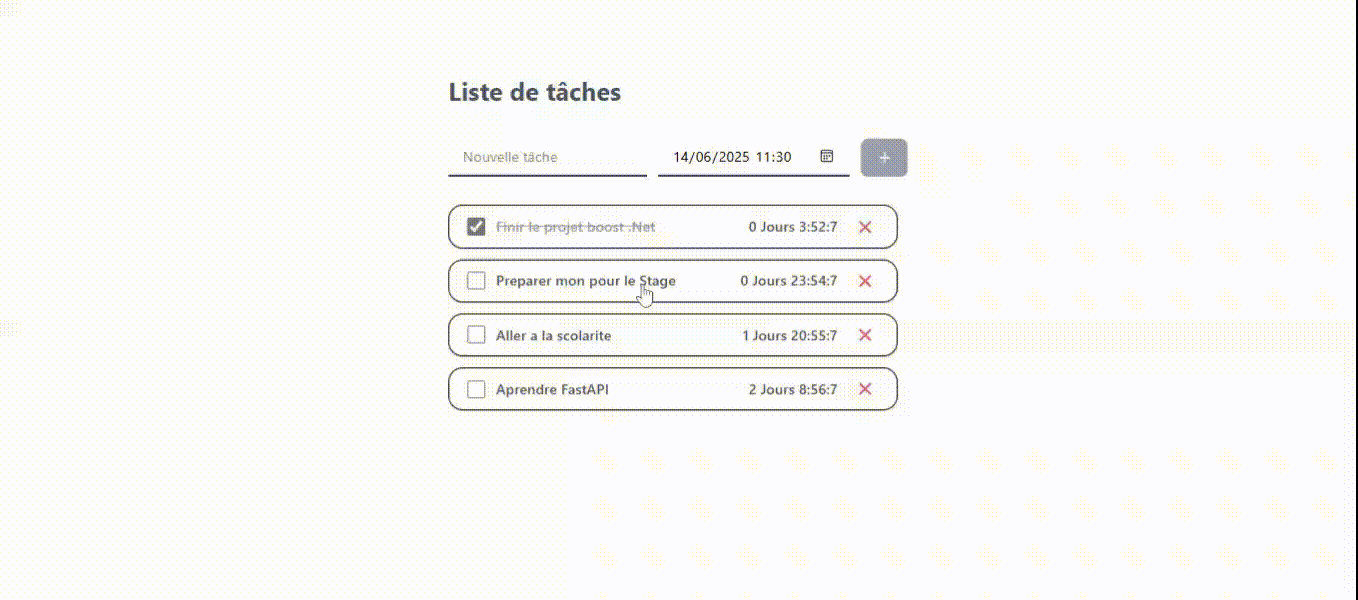 Liste de tâches
Nouvelle tâche 14/06/2025 11:30 +
Finir le projet boost .Net 0 Jours 3:52:7
Preparer mon pour le Stage 0 Jours 23:54:7
Aller a la scolarite 1 Jours 20:55:7
Aprendre FastAPI 2 Jours 8:56:7